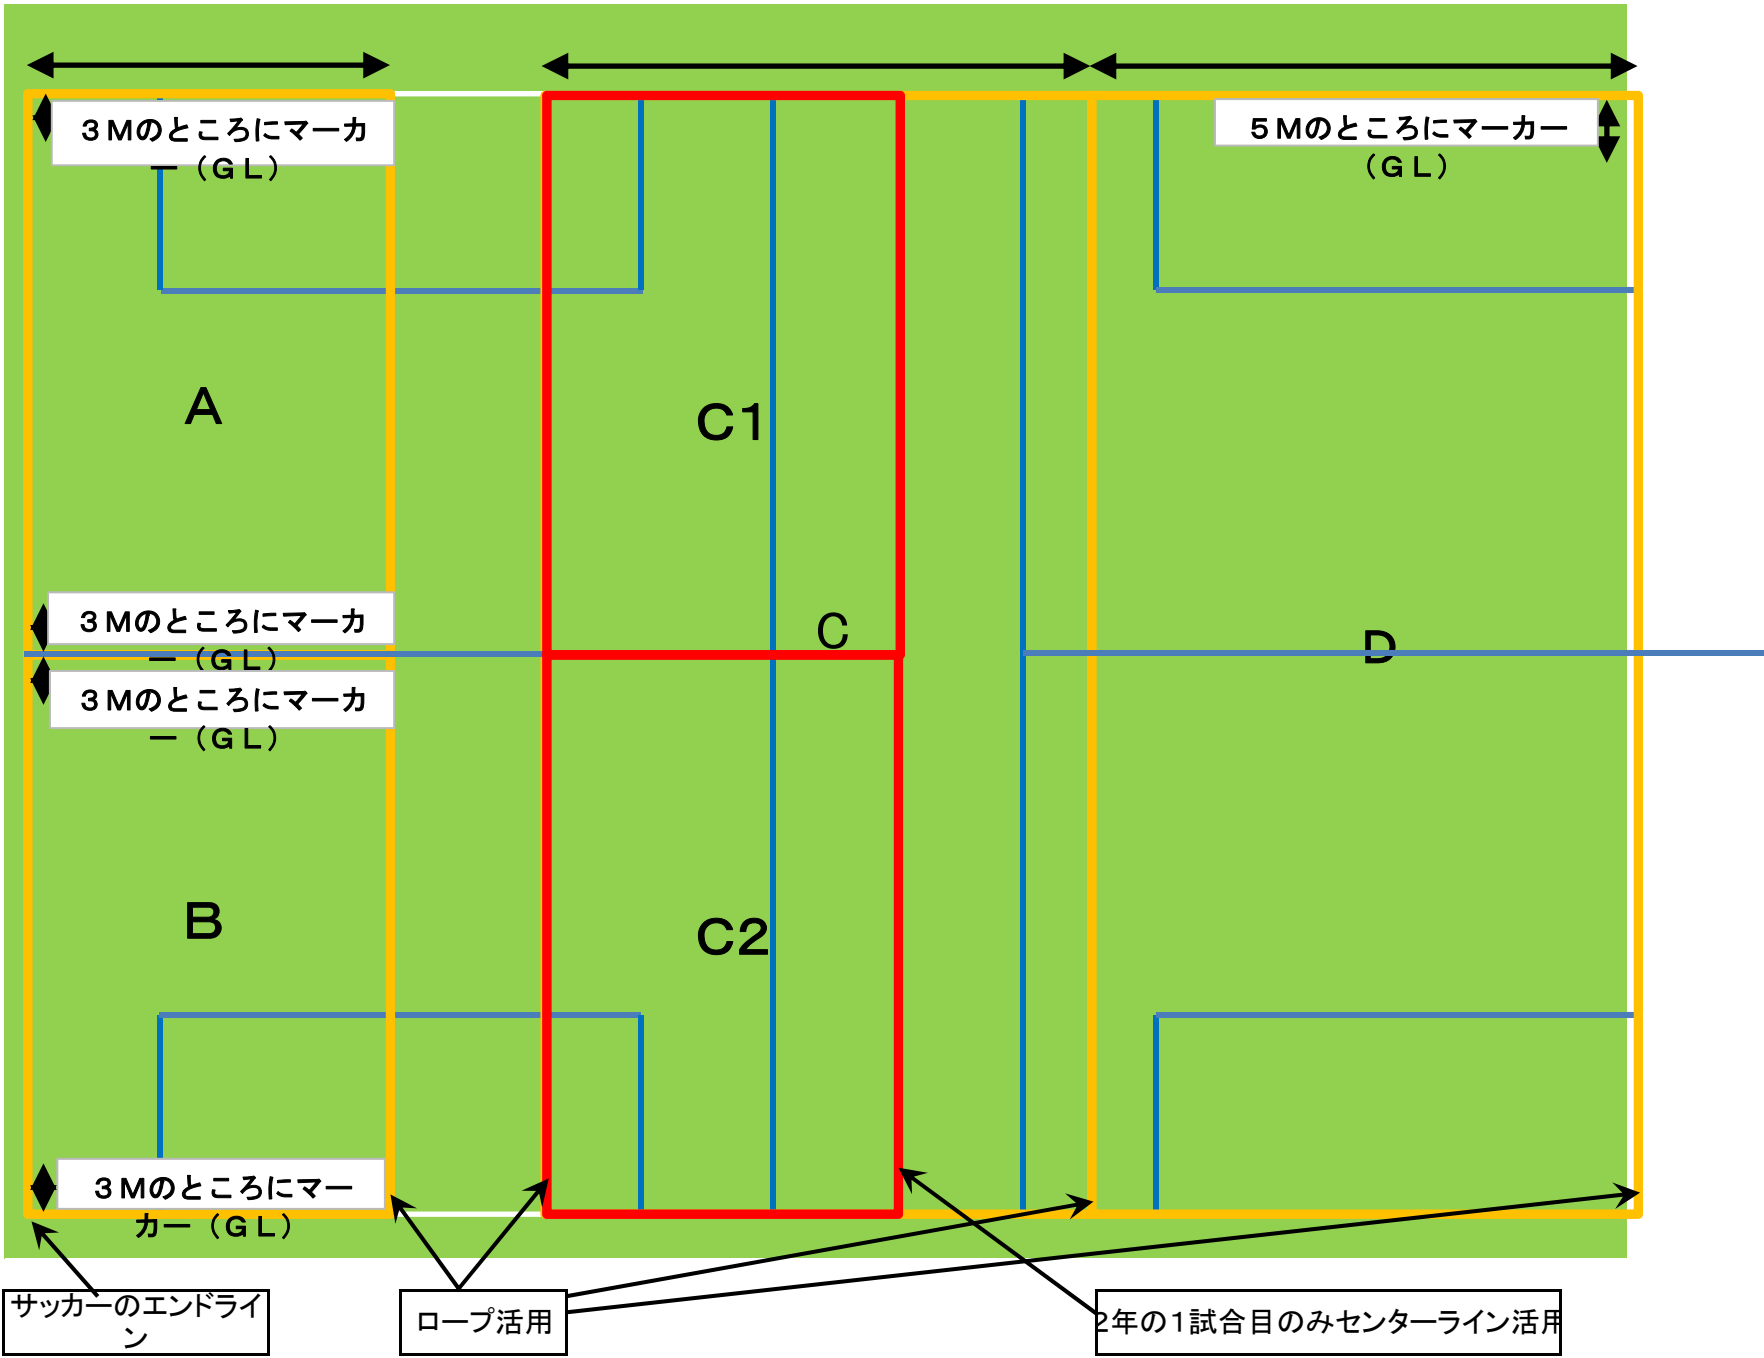 ３Ｍのところにマーカ
ー（ＧＬ）
５Ｍのところにマーカー
（ＧＬ）
A
C1
３Ｍのところにマーカ
ー（ＧＬ）
C
D
３Ｍのところにマーカ
ー（ＧＬ）
B
C2
３Ｍのところにマー
カー（ＧＬ）
サッカーのエンドライ
ン
ロープ活用
2年の１試合目のみセンターライン活用